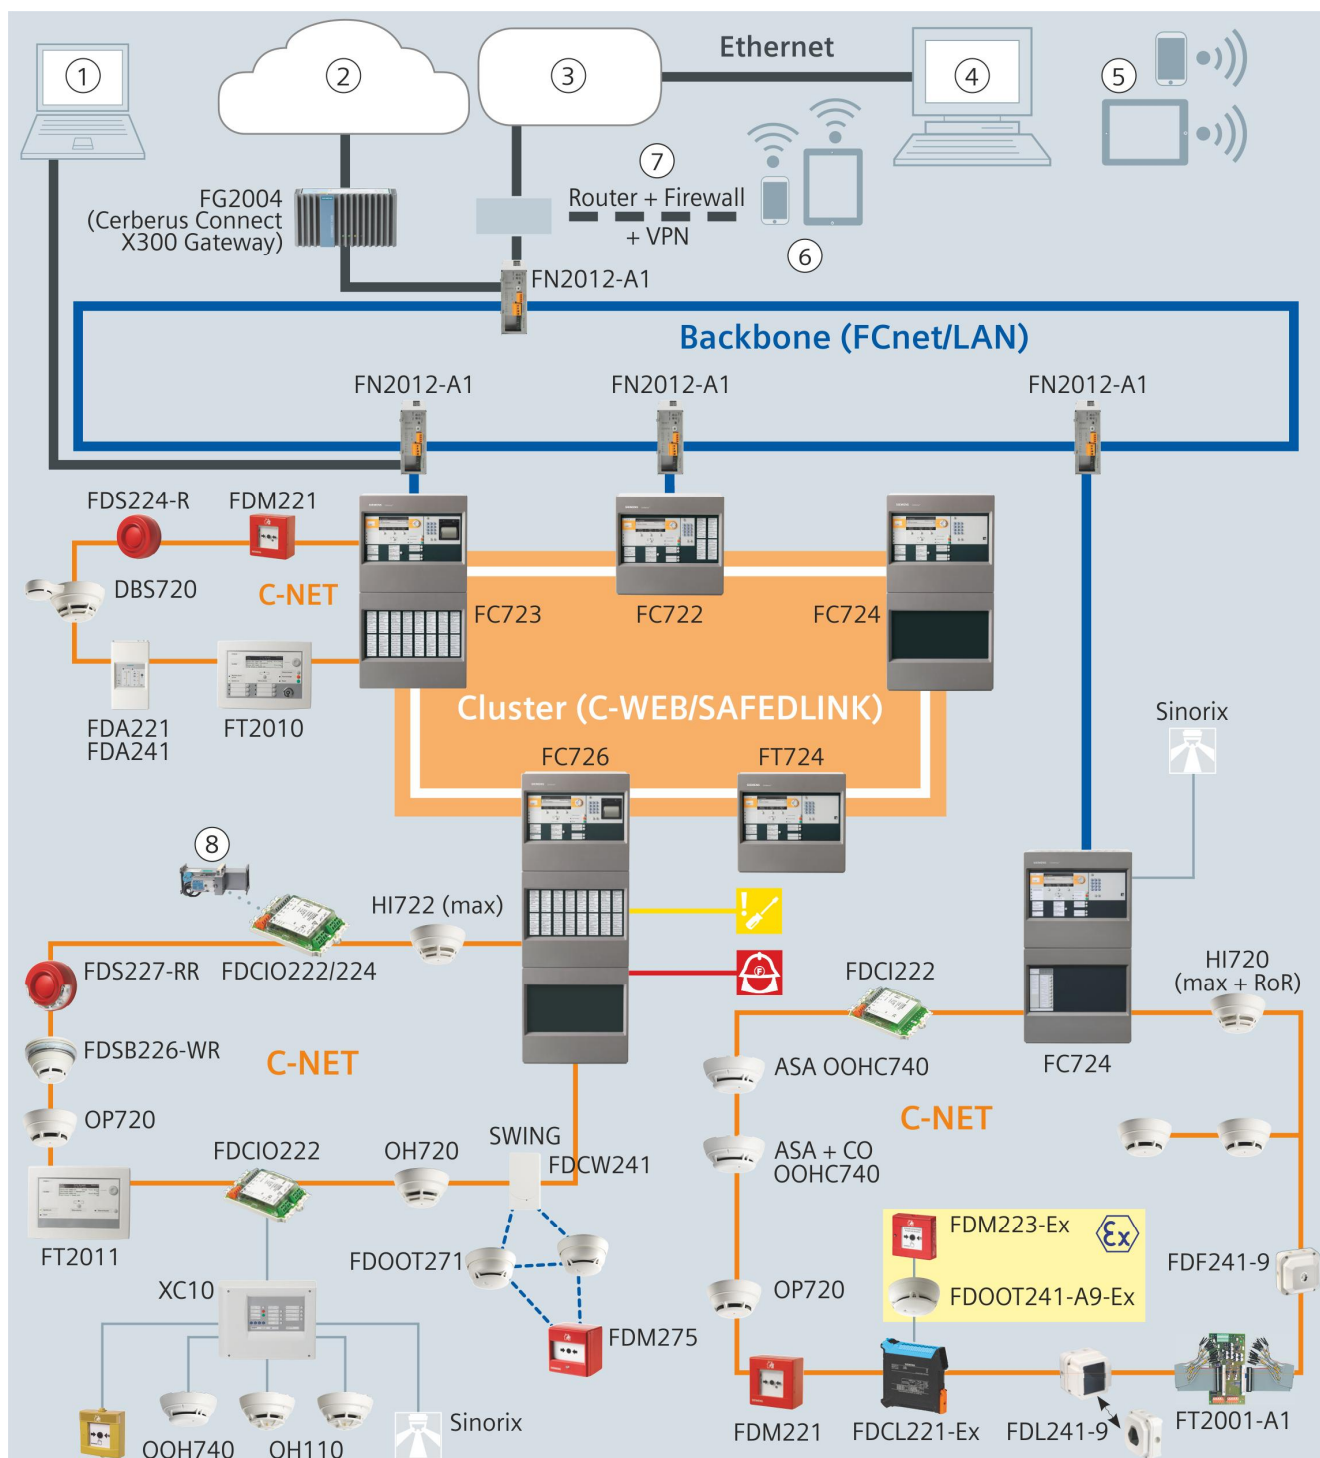 Ethernet
1
2
3
4
5
7
FG2004
(Cerberus Connect
X300 Gateway)
Router + Firewall
+ VPN
6
FN2012-A1
Backbone (FCnet/LAN)
FN2012-A1
FN2012-A1
FN2012-A1
FDS224-R
FDM221
DBS720
C-NET
FC723
FC722
FC724
FDA221
FDA241
FT2010
Cluster (C-WEB/SAFEDLINK)
Sinorix
FC726
FT724
8
HI722 (max)
FDS227-RR
FDCIO222/224
FDCI222
HI720
(max + RoR)
F
FDSB226-WR
C-NET
FC724
ASA OOHC740
C-NET
OP720
FDCIO222
OH720
SWING
FDCW241
ASA + CO
OOHC740
FT2011
FDOOT271
FDM223-Ex
Ex
FDF241-9
XC10
OP720
FDOOT241-A9-Ex
FDM275
Sinorix
OOH740
OH110
FDM221
FDCL221-Ex
FDL241-9
FT2001-A1